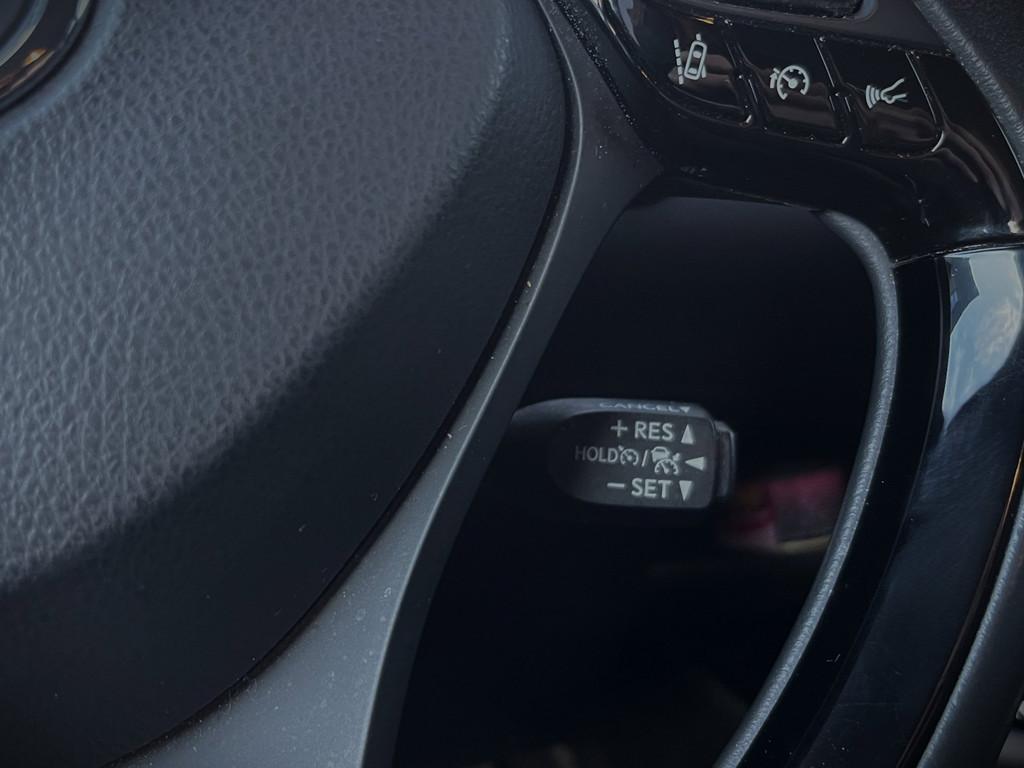 CANCEL
+ RES
HOLD /
− SET